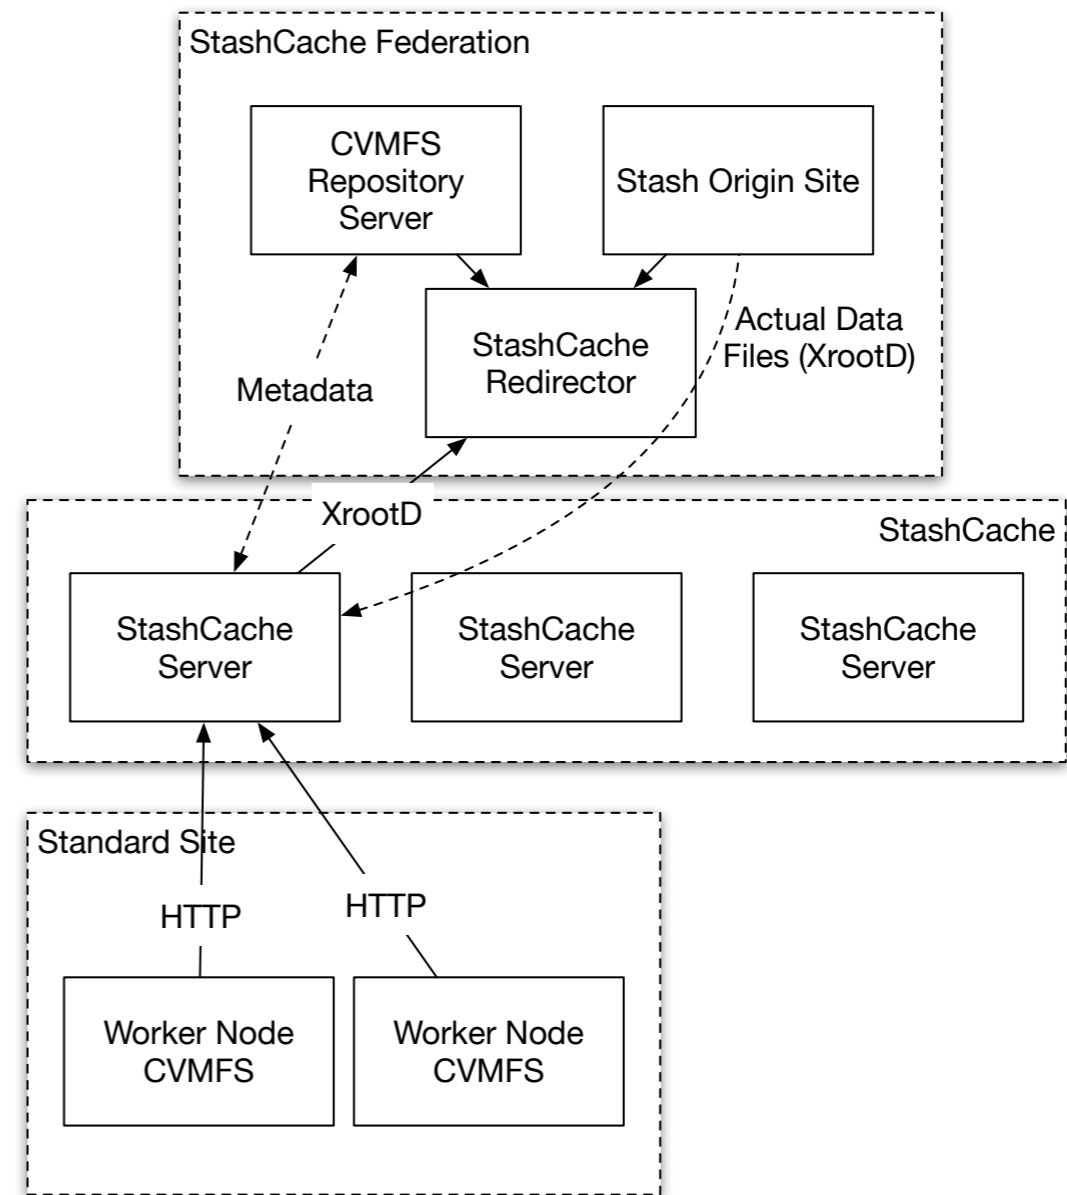 StashCache Federation
CVMFS
Repository
Server
Stash Origin Site
StashCache
Redirector
Actual Data
Files (XrootD)
Metadata
XrootD
StashCache
StashCache
Server
StashCache
Server
StashCache
Server
Standard Site
HTTP
HTTP
Worker Node
CVMFS
Worker Node
CVMFS